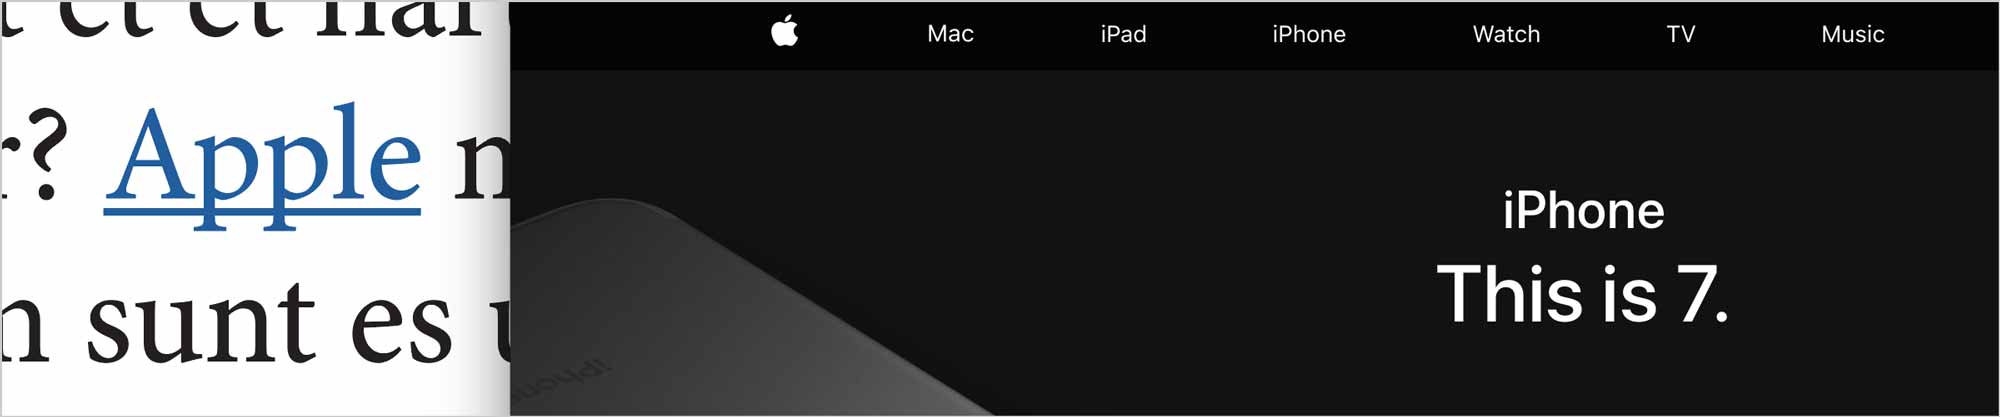 et et har
r? Apple n
n sunt es u
Mac iPad iPhone Watch TV Music
iPhone
This is 7.
iPhone